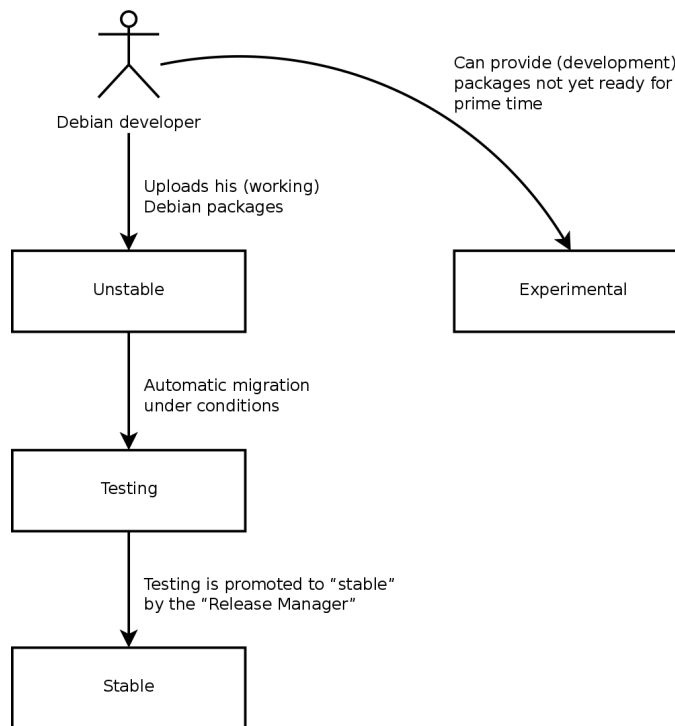 Can provide (development)
packages not yet ready for
prime time
Debian developer
Uploads his (working)
Debian packages
Unstable
Experimental
Automatic migration
under conditions
Testing
Testing is promoted to “stable”
by the “Release Manager”
Stable